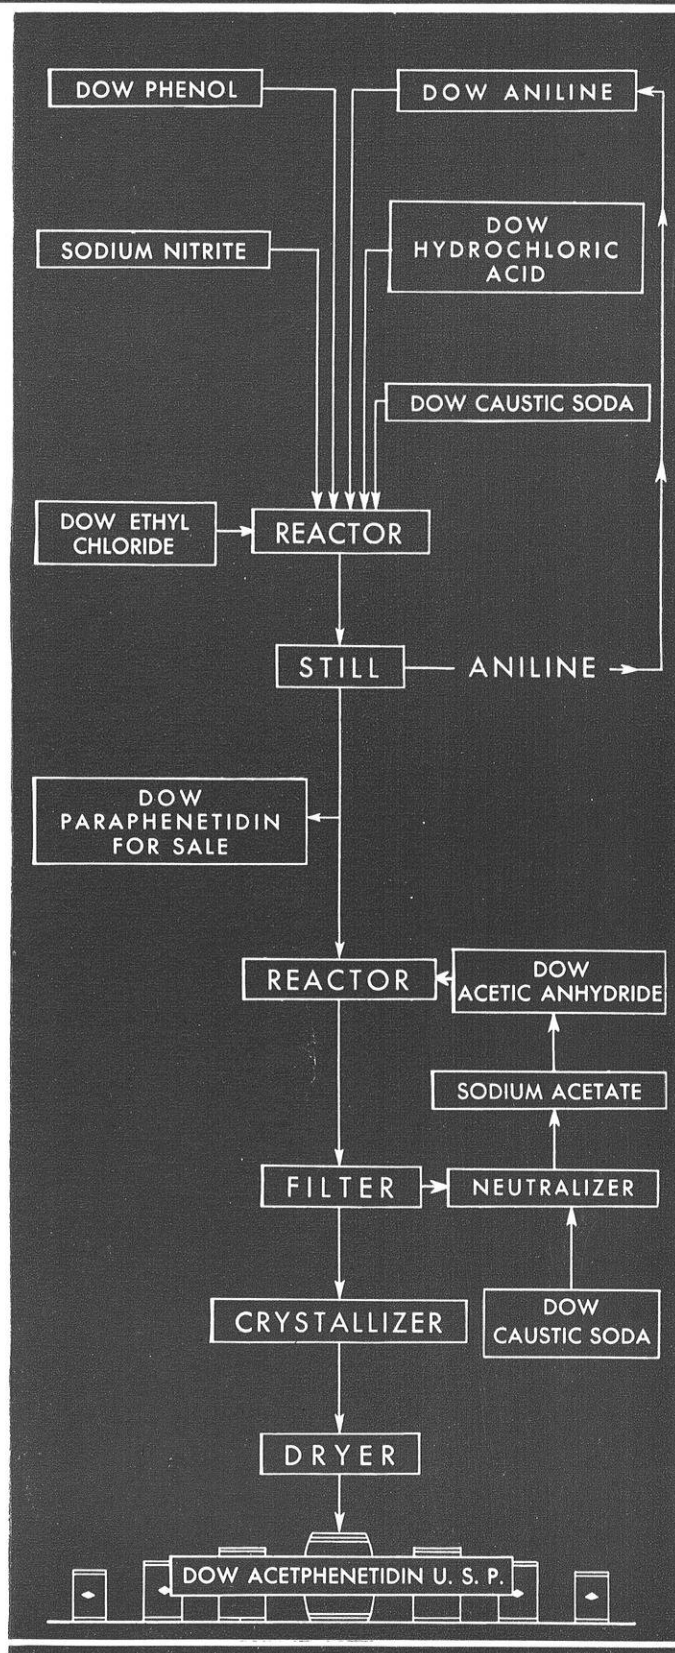 DOW PHENOL
DOW ANILINE
SODIUM NITRITE
DOW
HYDROCHLORIC
ACID
DOW CAUSTIC SODA
DOW ETHYL
CHLORIDE
REACTOR
STILL
ANILINE
DOW
PARAPHENETIDIN
FOR SALE
REACTOR
DOW
ACETIC ANHYDRIDE
SODIUM ACETATE
FILTER
NEUTRALIZER
CRYSTALLIZER
DOW
CAUSTIC SODA
DRYER
DOW ACETPHENETIDIN U. S. P.